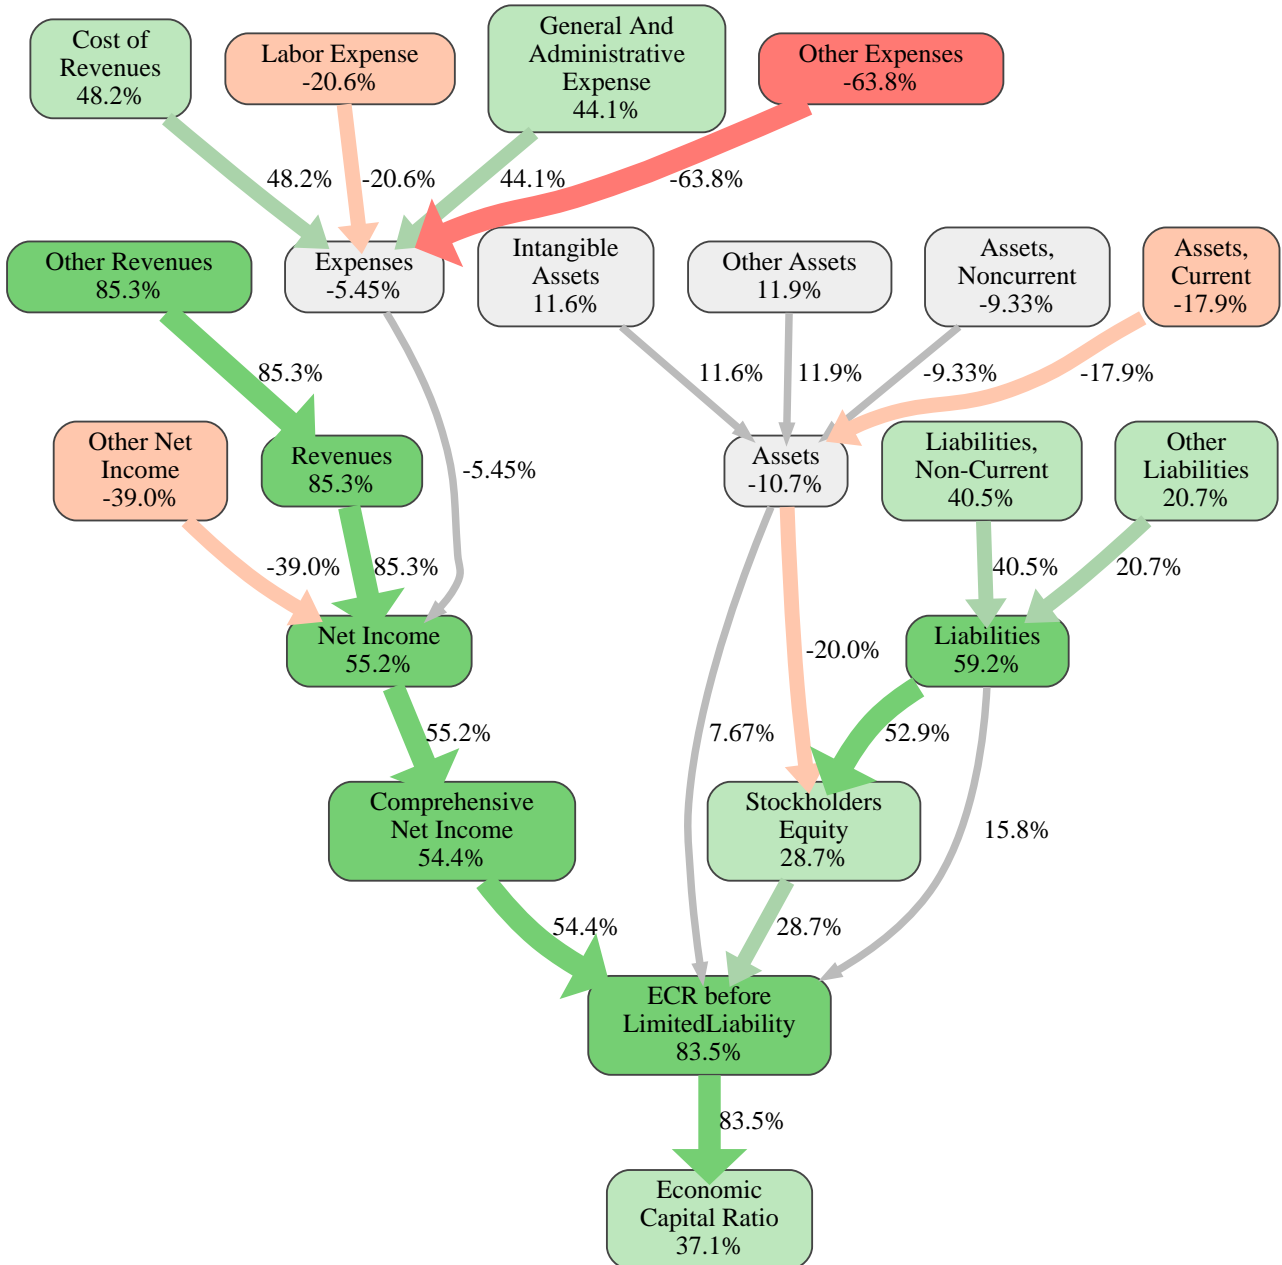 Cost of
Revenues
48.2%
Labor Expense
-20.6%
General And
Administrative
Expense
44.1%
Other Expenses
-63.8%
48.2%
-20.6%
44.1%
-63.8%
Other Revenues
85.3%
Expenses
-5.45%
Intangible
Assets
11.6%
Other Assets
11.9%
Assets,
Noncurrent
-9.33%
Assets,
Current
-17.9%
85.3%
11.6%
11.9%
-9.33%
-17.9%
Other Net
Income
-39.0%
Revenues
85.3%
-5.45%
Assets
-10.7%
Liabilities,
Non-Current
40.5%
Other
Liabilities
20.7%
-39.0%
85.3%
40.5%
20.7%
Net Income
55.2%
-20.0%
Liabilities
59.2%
55.2%
7.67%
52.9%
Comprehensive
Net Income
54.4%
Stockholders
Equity
28.7%
15.8%
54.4%
28.7%
ECR before
LimitedLiability
83.5%
83.5%
Economic
Capital Ratio
37.1%